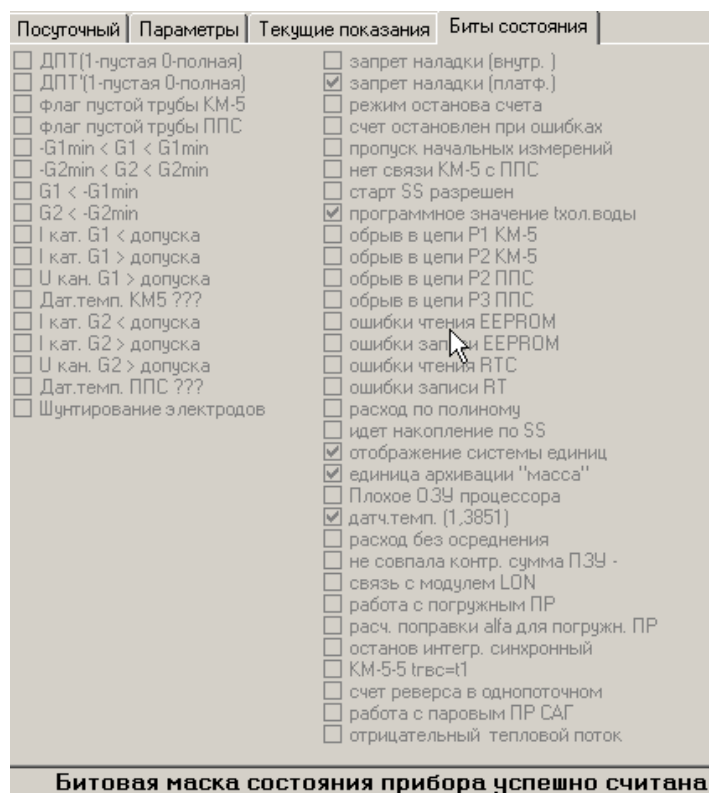 Посуточный Параметры Текущие показания Биты состояния
ДПТ(1-пустая 0-полная)
ДПТ'(1-пустая 0-полная)
флаг пустой трубы КМ-5
флаг пустой трубы ППС
-G1min < G1 < G1min
-G2min < G2 < G2min
G1 < -G1min
G2 < -G2min
I кат. G1 < допуска
I кат. G1 > допуска
U кан. G1 > допуска
Дат.темп. КМ5 ???
I кат. G2 < допуска
I кат. G2 > допуска
U кан. G2 > допуска
Дат.темп. ППС ???
Шунтирование электродов
запрет наладки (внутр. )
запрет наладки (платф.)
режим останова счета
счет остановлен при ошибках
пропуск начальных измерений
нет связи КМ-5 с ППС
старт SS разрешен
программное значение tхол.воды
обрыв в цепи P1 КМ-5
обрыв в цепи P2 КМ-5
обрыв в цепи P2 ППС
обрыв в цепи P3 ППС
ошибки чтения EEPROM
ошибки записи EEPROM
ошибки чтения RTC
ошибки записи RT
расход по полиному
идет накопление по SS
отображение системы единиц
единица архивации "масса"
Плохое ОЗУ процессора
датч.темп. (1,3851)
расход без осреднения
не совпала контр. сумма ПЗУ -
связь с модулем LON
работа с погружным ПР
расч. поправки alfa для погружн. ПР
останов интегр. синхронный
КМ-5-5 tгвс=t1
счет реверса в однопоточном
работа с паровым ПР САГ
отрицательный тепловой поток
Битовая маска состояния прибора успешно считана